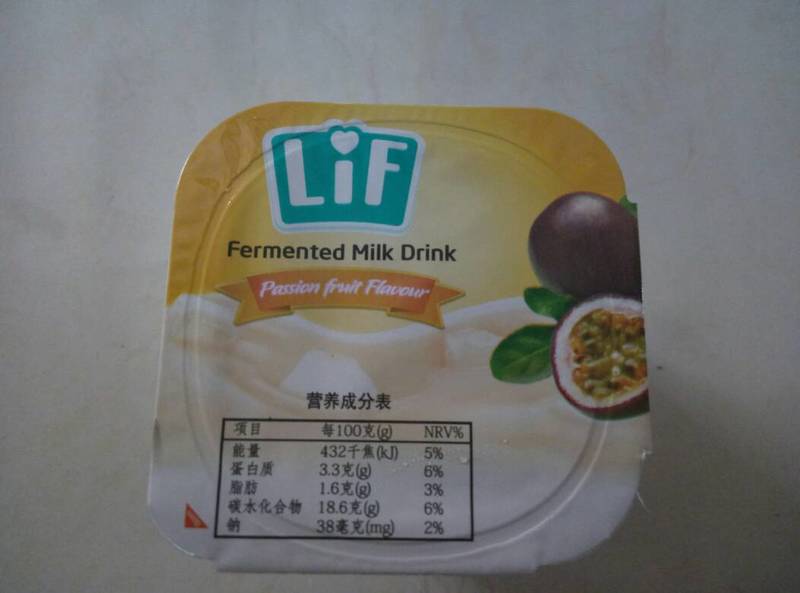 LiF
Fermented Milk Drink
Passion fruit Flavour
营养成分表
项目 每100克(g) NRV%
能量 432千焦(kJ) 5%
蛋白质 3.3克(g) 6%
脂肪 1.6克(g) 3%
碳水化合物 18.6克(g) 6%
钠 38毫克(mg) 2%